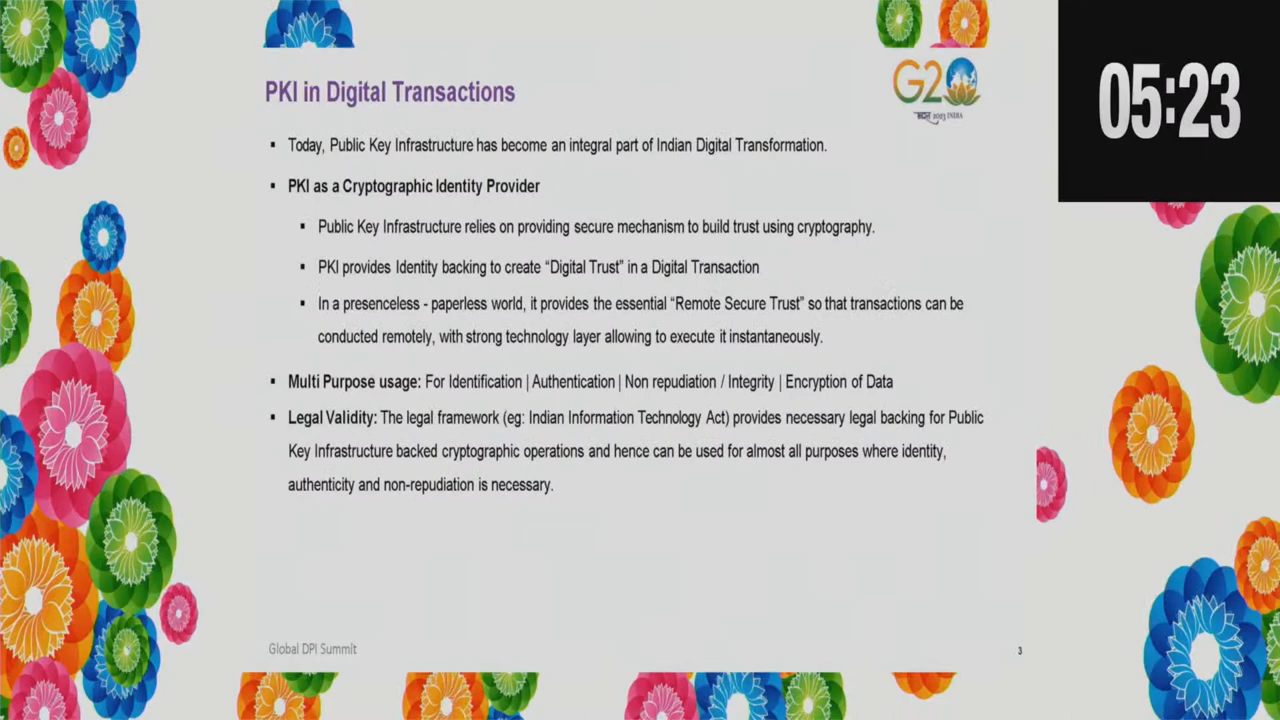 05:23
G20
भारत 2023 INDIA
PKI in Digital Transactions
▪ Today, Public Key Infrastructure has become an integral part of Indian Digital Transformation.
▪ PKI as a Cryptographic Identity Provider
▪ Public Key Infrastructure relies on providing secure mechanism to build trust using cryptography.
▪ PKI provides Identity backing to create “Digital Trust” in a Digital Transaction
▪ In a presenceless - paperless world, it provides the essential “Remote Secure Trust” so that transactions can be
conducted remotely, with strong technology layer allowing to execute it instantaneously.
▪ Multi Purpose usage: For Identification | Authentication | Non repudiation / Integrity | Encryption of Data
▪ Legal Validity: The legal framework (eg: Indian Information Technology Act) provides necessary legal backing for Public
Key Infrastructure backed cryptographic operations and hence can be used for almost all purposes where identity,
authenticity and non-repudiation is necessary.
Global DPI Summit
3